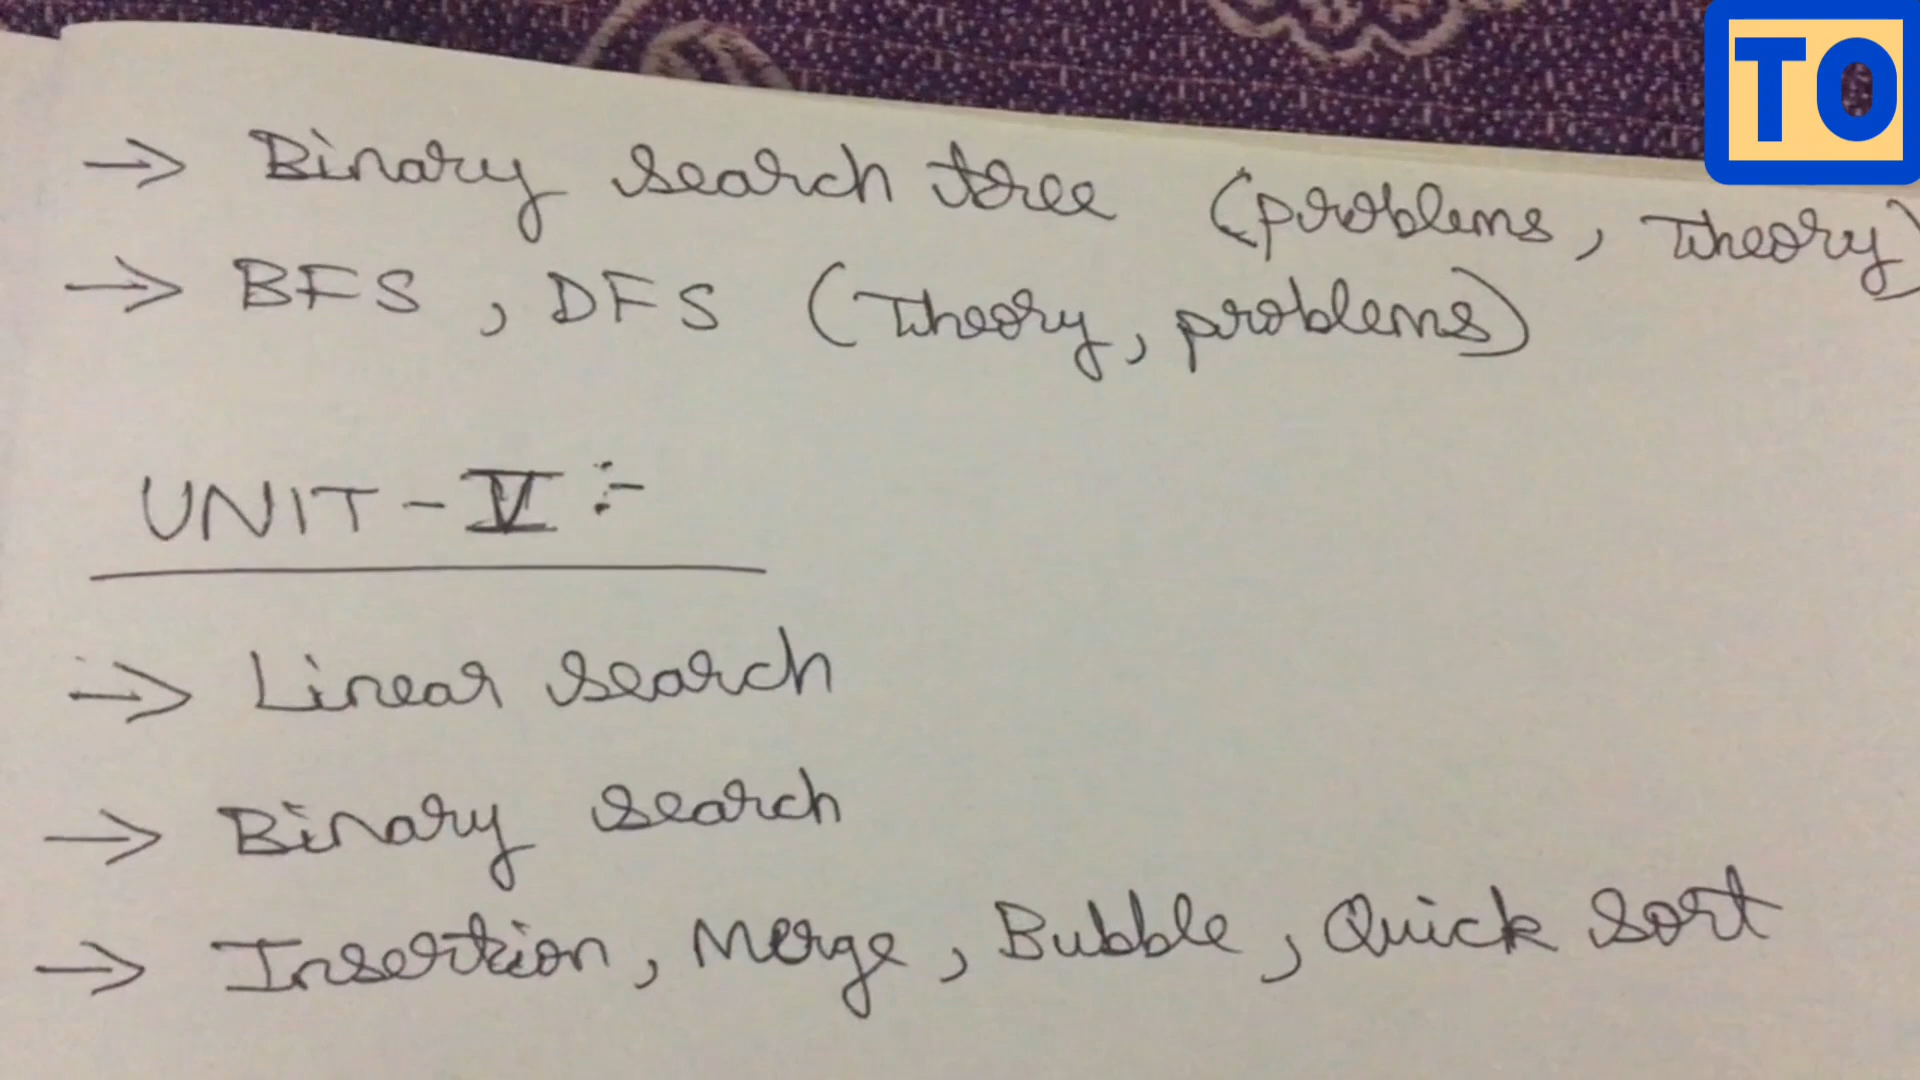 TO
→ Binary search tree (problems, Theory)
→ BFS, DFS (Theory, problems)
UNIT - V :-
→ Linear search
→ Binary search
→ Insertion, Merge, Bubble, Quick sort